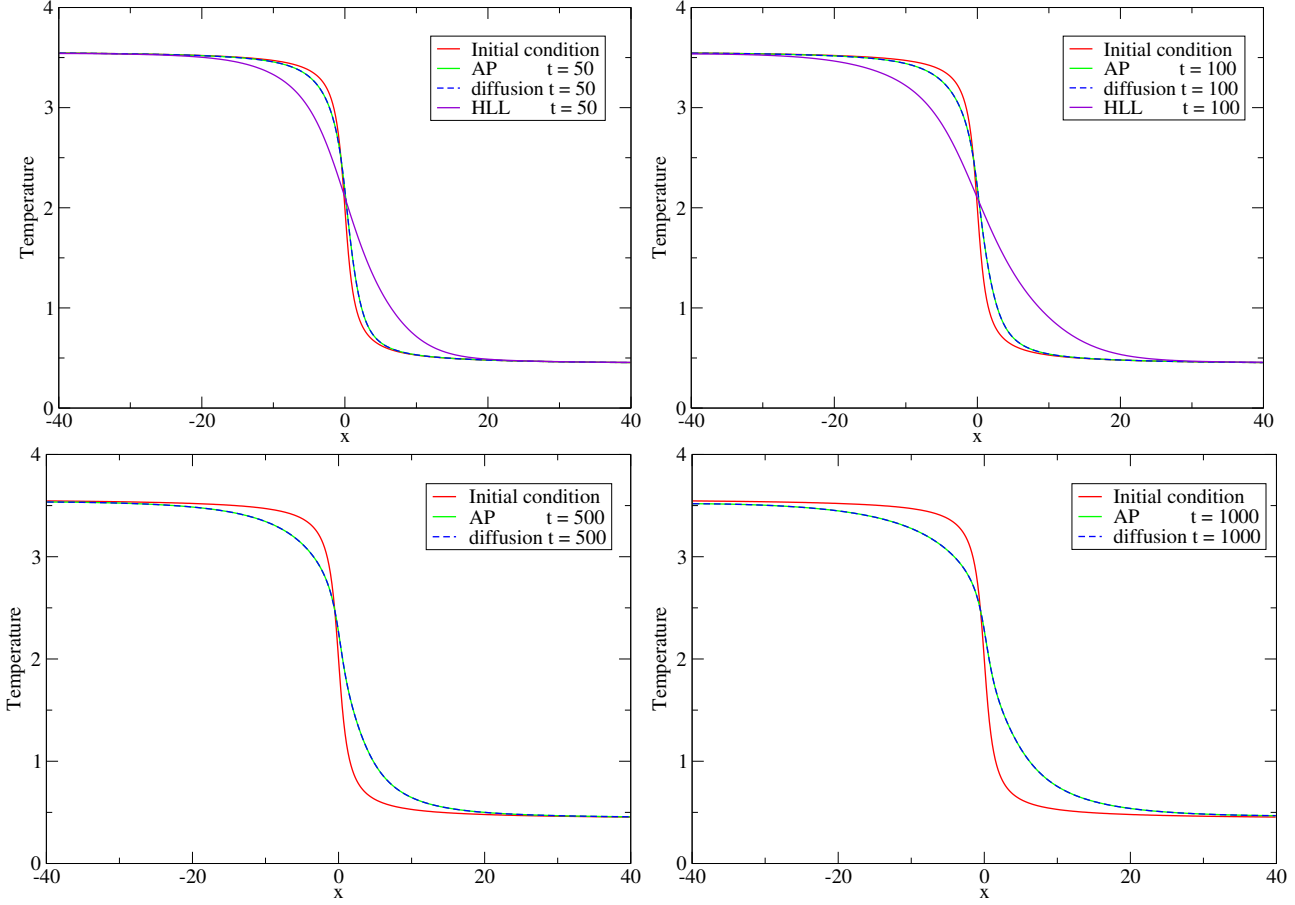 4
Initial condition
AP t = 50
diffusion t = 50
HLL t = 50
3
Temperature
2
1
0
-40 -20 0 20 40
x
4
Initial condition
AP t = 100
diffusion t = 100
HLL t = 100
3
Temperature
2
1
0
-40 -20 0 20 40
x
4
Initial condition
AP t = 500
diffusion t = 500
3
Temperature
2
1
0
-40 -20 0 20 40
x
4
Initial condition
AP t = 1000
diffusion t = 1000
3
Temperature
2
1
0
-40 -20 0 20 40
x